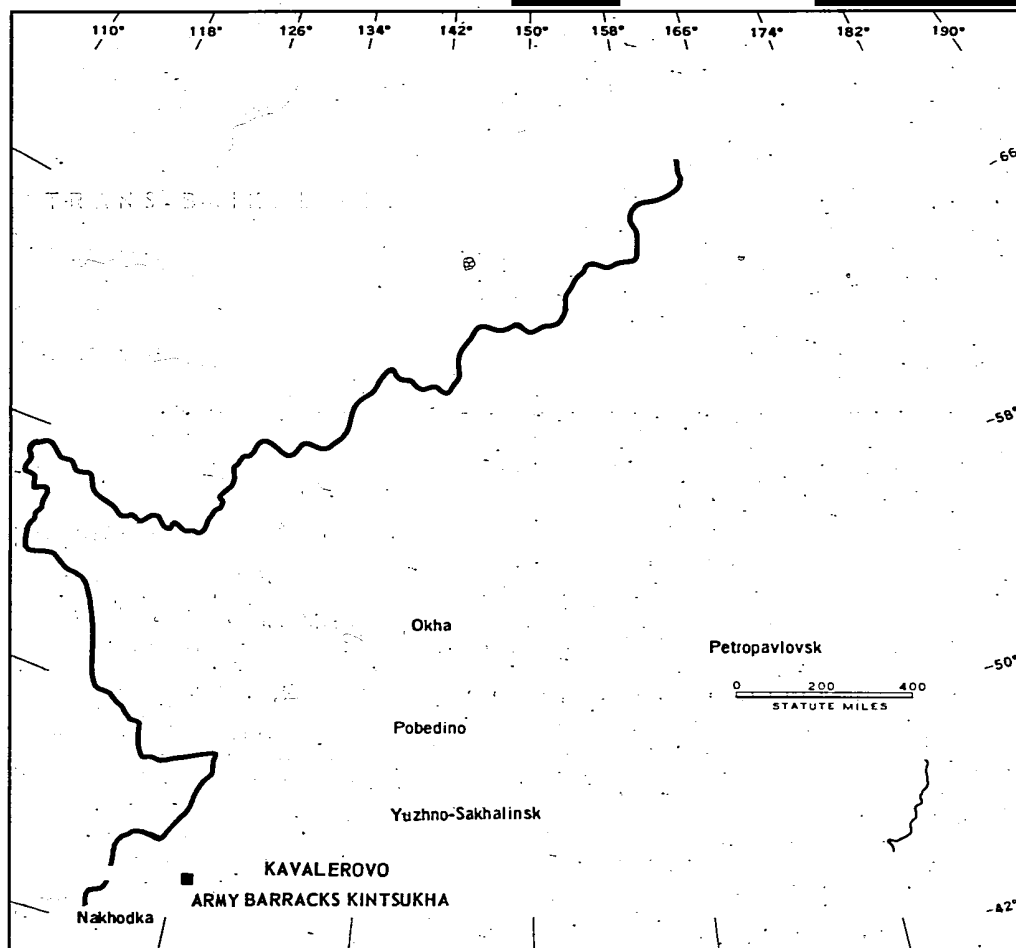 110° 118° 126° 134° 142° 150° 158° 166° 174° 182° 190°
66°
58°
Okha
Petropavlovsk
50°
0 200 400
STATUTE MILES
Pobedino
Yuzhno-Sakhalinsk
KAVALEROVO
ARMY BARRACKS KINTSUKHA
42°
Nakhodka